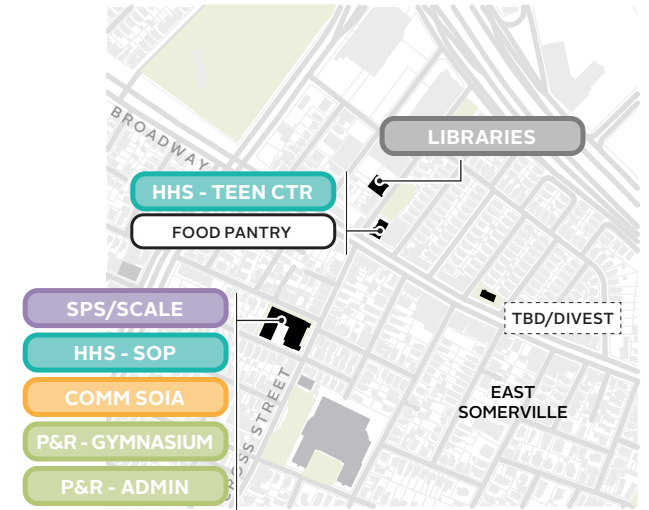 BROADWAY
LIBRARIES
HHS - TEEN CTR
FOOD PANTRY
SPS/SCALE
TBD/DIVEST
HHS - SOP
COMM SOIA
EAST
SOMERVILLE
P&R - GYMNASIUM
P&R - ADMIN
ROSS STREET